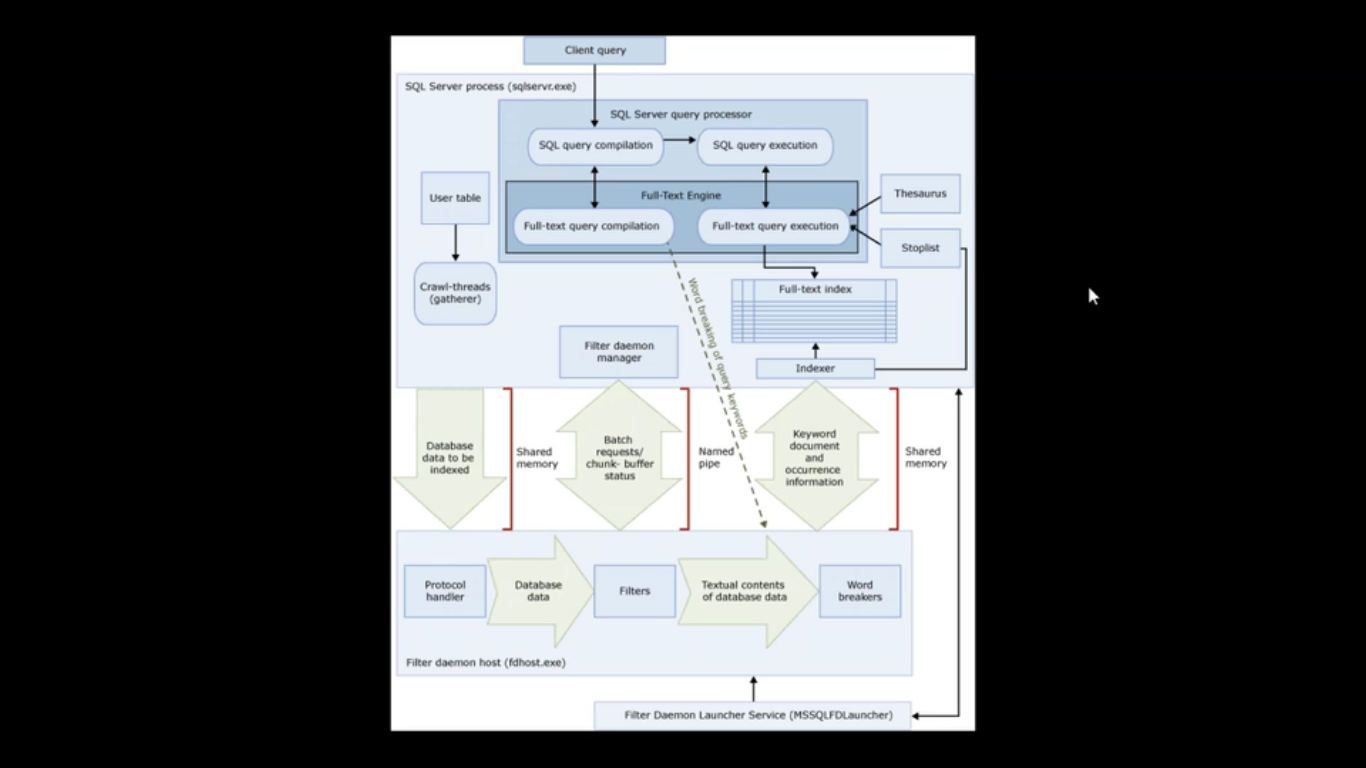 Client query
SQL Server process (sqlservr.exe)
SQL Server query processor
SQL query compilation
SQL query execution
Full-Text Engine
User table
Thesaurus
Full-text query compilation
Full-text query execution
Stoplist
Crawl-threads
(gatherer)
Full-text index
Word breaking of query keywords
Filter daemon
manager
Indexer
Database
data to be
indexed
Shared
memory
Batch
requests/
chunk- buffer
status
Named
pipe
Keyword
document
and
occurrence
information
Shared
memory
Protocol
handler
Database
data
Filters
Textual contents
of database data
Word
breakers
Filter daemon host (fdhost.exe)
Filter Daemon Launcher Service (MSSQLFDLauncher)